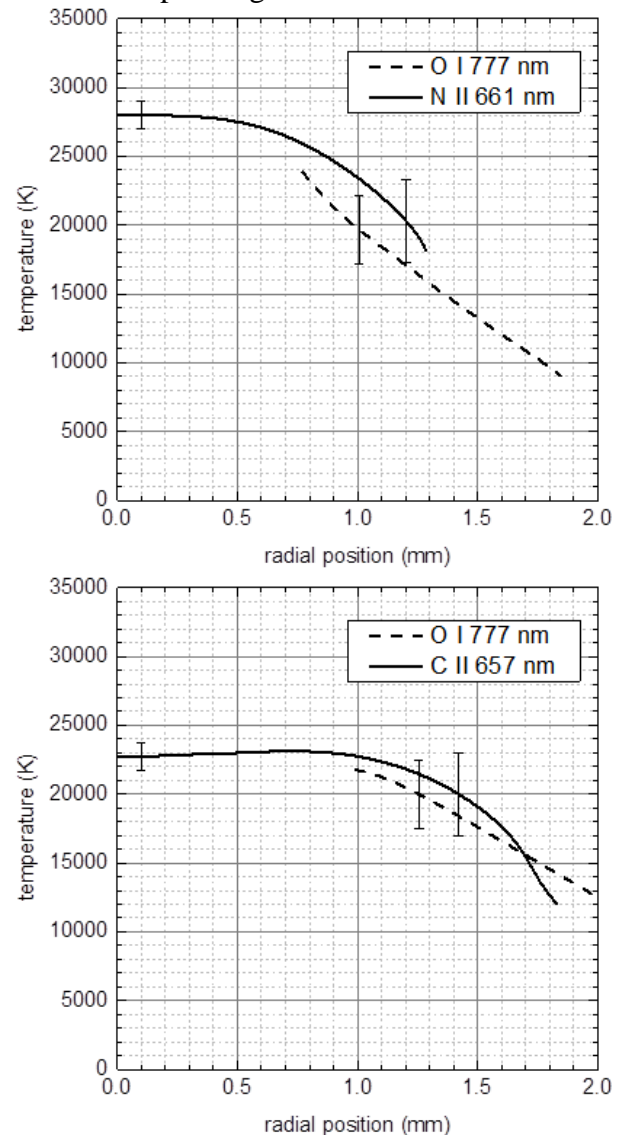 35000
O I 777 nm
N II 661 nm
30000
25000
20000
15000
10000
5000
0
temperature (K)
0.0 0.5 1.0 1.5 2.0
radial position (mm)
35000
O I 777 nm
C II 657 nm
30000
25000
20000
15000
10000
5000
0
temperature (K)
0.0 0.5 1.0 1.5 2.0
radial position (mm)